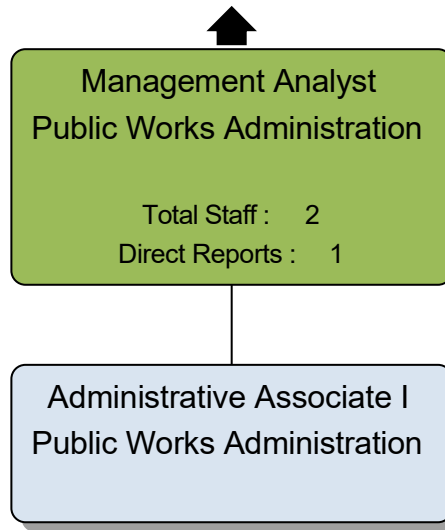 Management Analyst
Public Works Administration
Total Staff : 2
Direct Reports : 1
Administrative Associate I
Public Works Administration